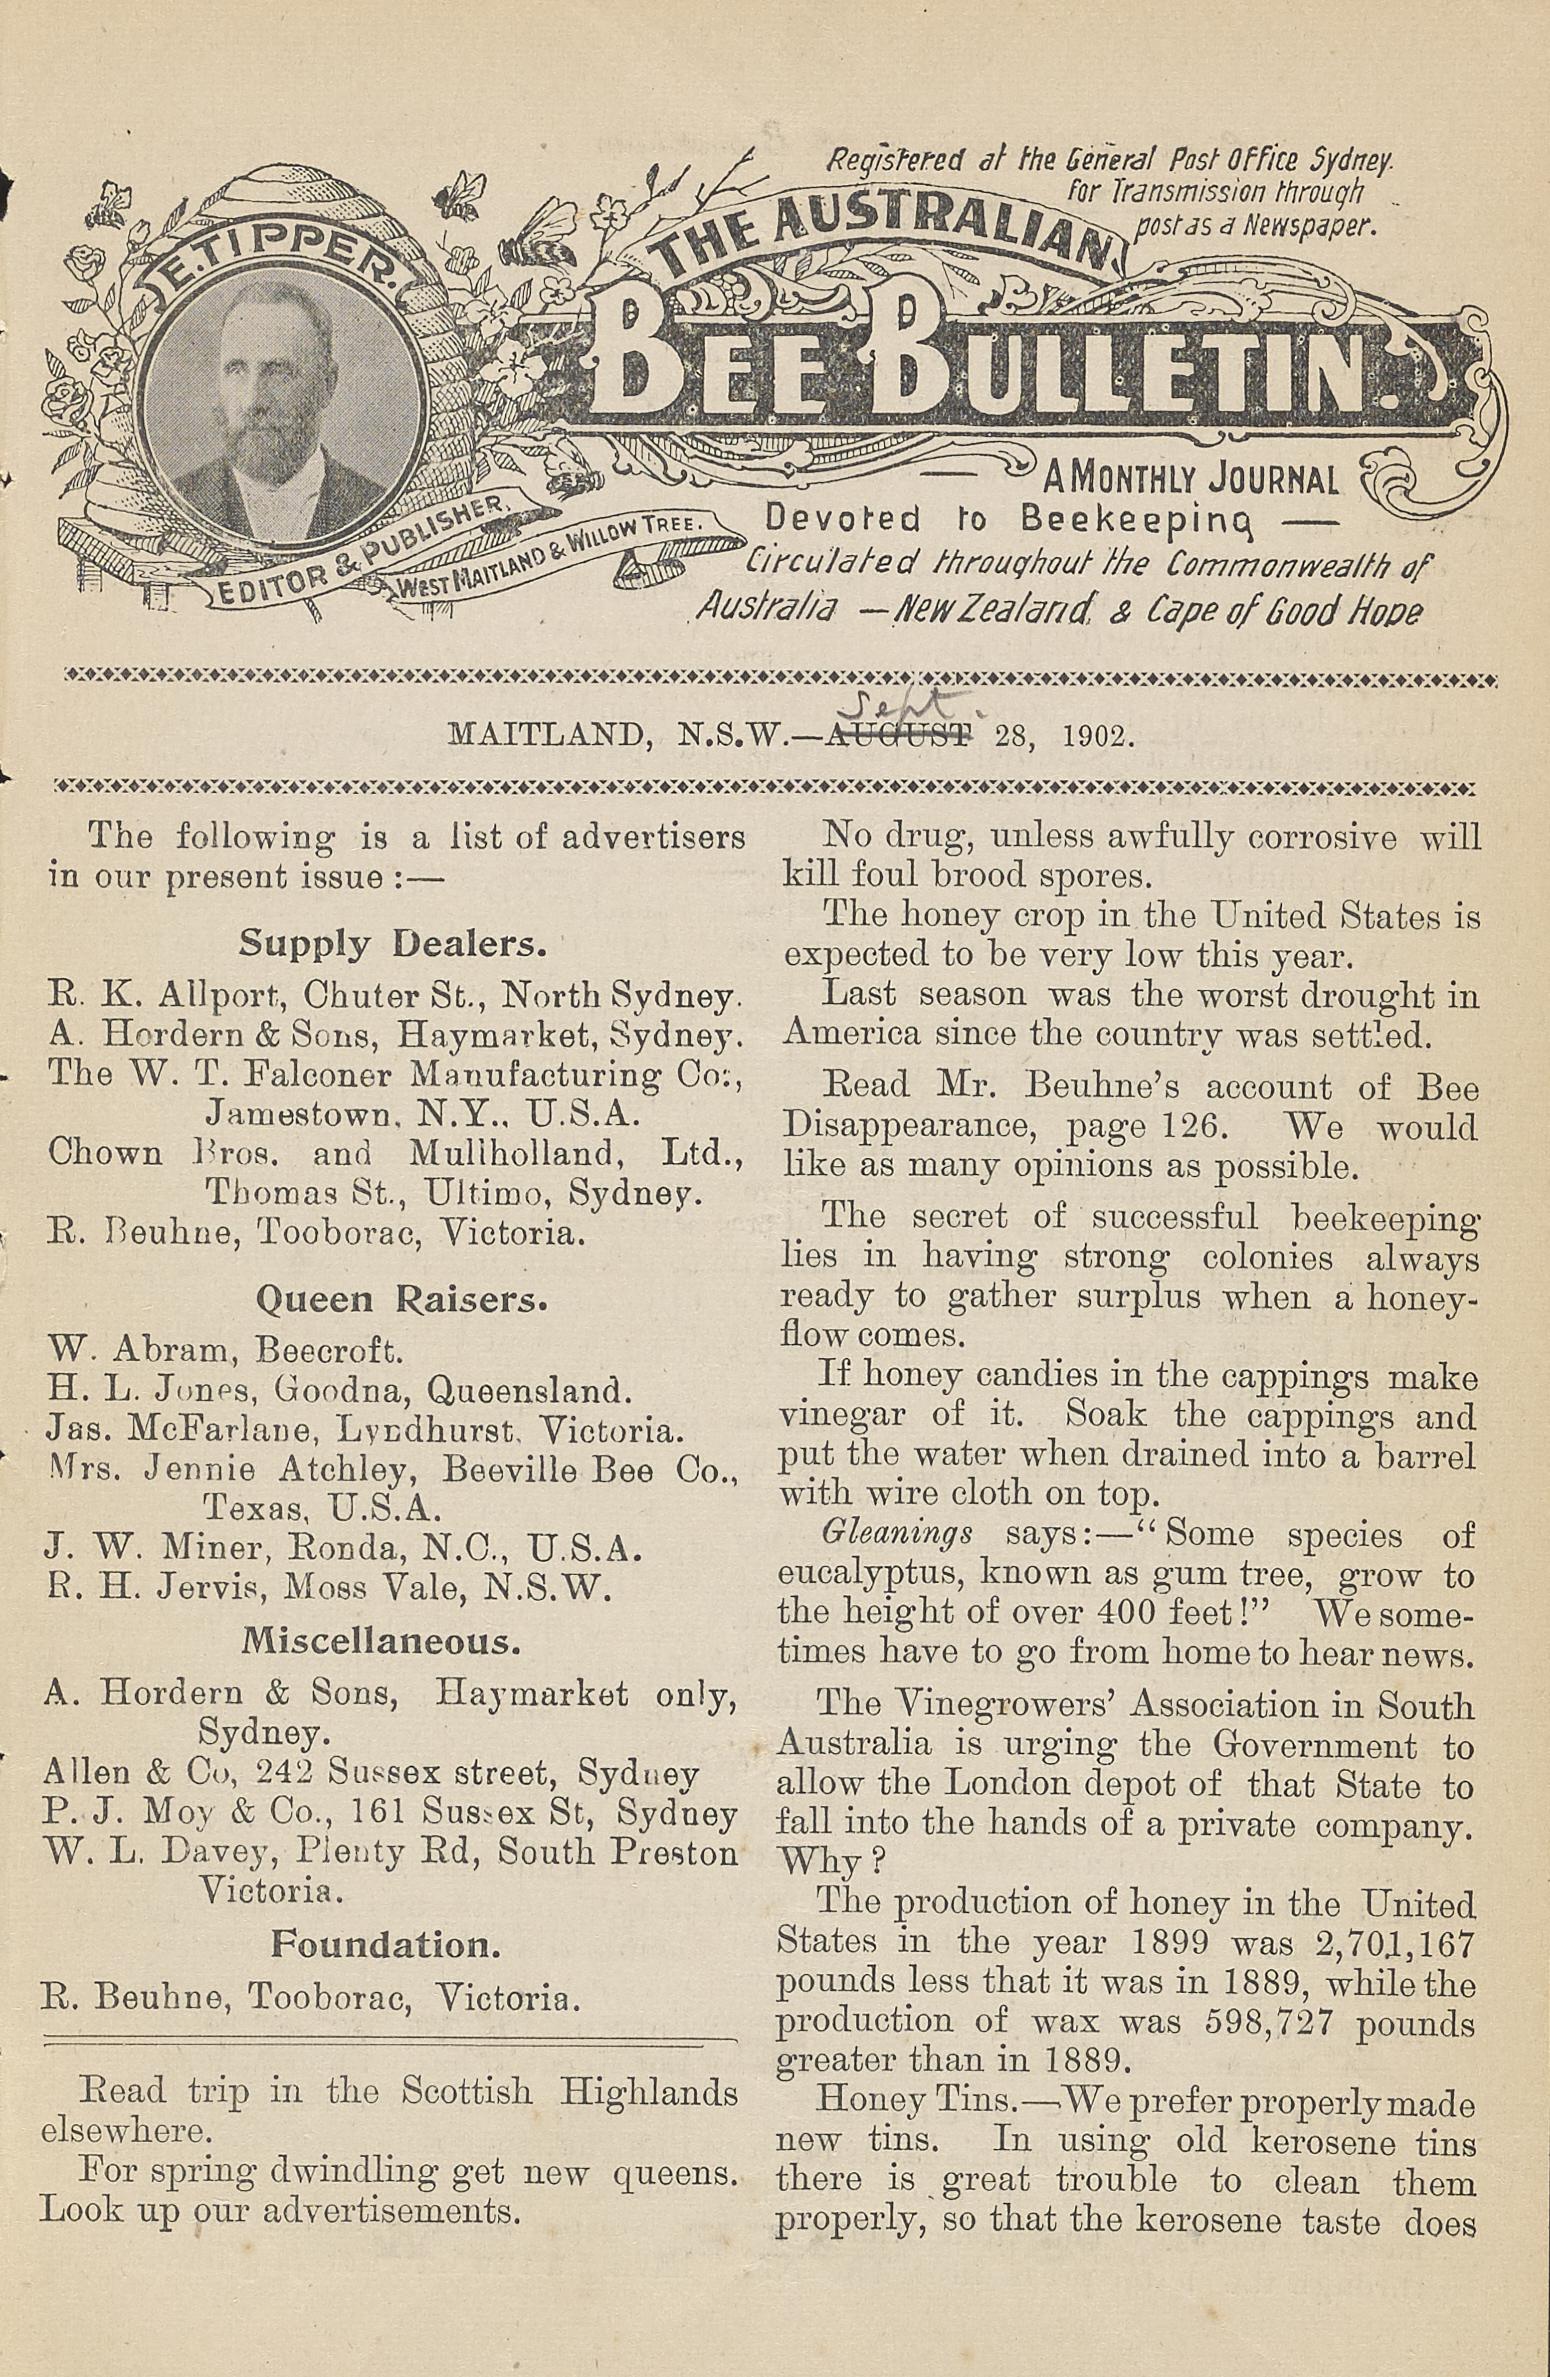 Registered at the General Post Office Sydney.
for Transmission through
post as a Newspaper.
E. TIPPER.
THE AUSTRALIAN
BEE BULLETIN.
EDITOR & PUBLISHER,
WEST MAITLAND & WILLOW TREE.
A MONTHLY JOURNAL
Devoted to Beekeeping —
Circulated throughout the Commonwealth of
Australia — New Zealand, & Cape of Good Hope
Sept.
MAITLAND, N.S.W.—AUGUST 28, 1902.
The following is a list of advertisers
in our present issue :—
Supply Dealers.
R. K. Allport, Chuter St., North Sydney.
A. Hordern & Sons, Haymarket, Sydney.
The W. T. Falconer Manufacturing Co:,
Jamestown, N.Y., U.S.A.
Chown Bros. and Mullholland, Ltd.,
Thomas St., Ultimo, Sydney.
R. Beuhne, Tooborac, Victoria.
Queen Raisers.
W. Abram, Beecroft.
H. L. Jones, Goodna, Queensland.
Jas. McFarlane, Lyndhurst, Victoria.
Mrs. Jennie Atchley, Beeville Bee Co.,
Texas, U.S.A.
J. W. Miner, Ronda, N.C., U.S.A.
R. H. Jervis, Moss Vale, N.S.W.
Miscellaneous.
A. Hordern & Sons, Haymarket only,
Sydney.
Allen & Co, 242 Sussex street, Sydney
P. J. Moy & Co., 161 Sussex St, Sydney
W. L. Davey, Plenty Rd, South Preston
Victoria.
Foundation.
R. Beuhne, Tooborac, Victoria.
Read trip in the Scottish Highlands
elsewhere.
For spring dwindling get new queens.
Look up our advertisements.
No drug, unless awfully corrosive will
kill foul brood spores.
The honey crop in the United States is
expected to be very low this year.
Last season was the worst drought in
America since the country was settled.
Read Mr. Beuhne's account of Bee
Disappearance, page 126. We would
like as many opinions as possible.
The secret of successful beekeeping
lies in having strong colonies always
ready to gather surplus when a honey-
flow comes.
If honey candies in the cappings make
vinegar of it. Soak the cappings and
put the water when drained into a barrel
with wire cloth on top.
Gleanings says:—“Some species of
eucalyptus, known as gum tree, grow to
the height of over 400 feet!” We some-
times have to go from home to hear news.
The Vinegrowers' Association in South
Australia is urging the Government to
allow the London depot of that State to
fall into the hands of a private company.
Why ?
The production of honey in the United
States in the year 1899 was 2,701,167
pounds less that it was in 1889, while the
production of wax was 598,727 pounds
greater than in 1889.
Honey Tins.—We prefer properly made
new tins. In using old kerosene tins
there is great trouble to clean them
properly, so that the kerosene taste does